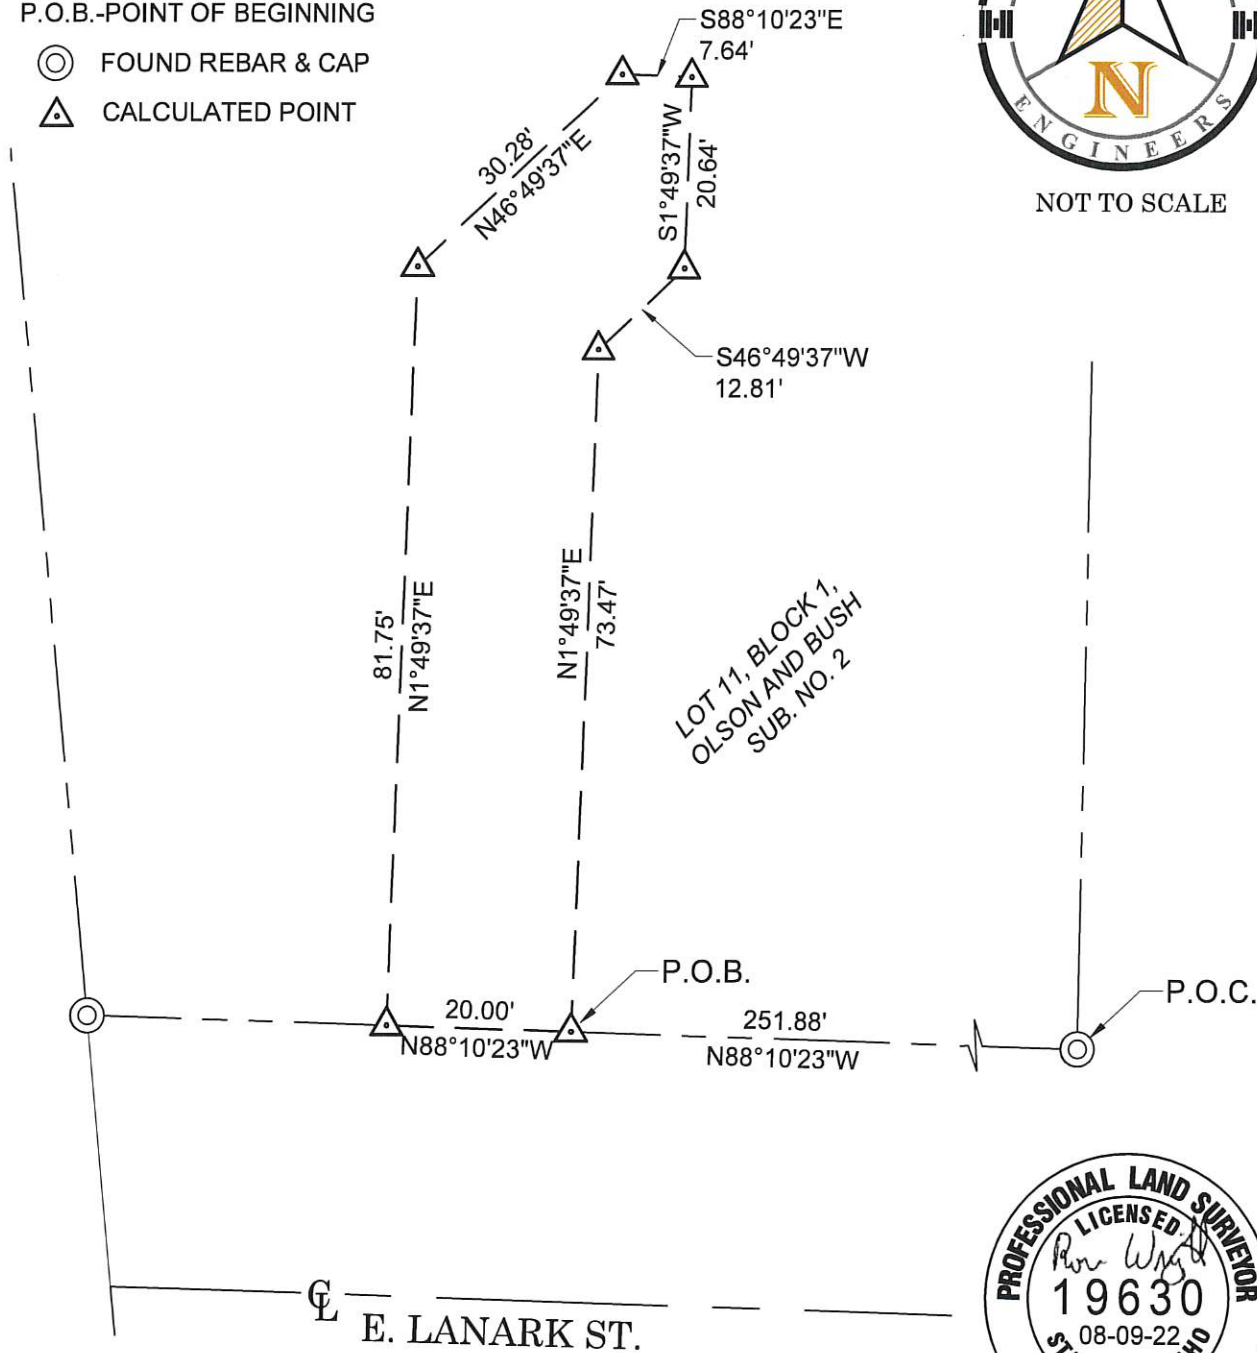 P.O.B.-POINT OF BEGINNING
FOUND REBAR & CAP
CALCULATED POINT
S88°10'23"E
7.64'
N
ENGINEERS
NOT TO SCALE
30.28'
N46°49'37"E
S1°49'37"W
20.64'
S46°49'37"W
12.81'
81.75'
N1°49'37"E
N1°49'37"E
73.47'
LOT 11, BLOCK 1,
OLSON AND BUSH
SUB. NO. 2
P.O.B.
P.O.C.
20.00'
N88°10'23"W
251.88'
N88°10'23"W
℄
E. LANARK ST.
PROFESSIONAL LAND SURVEYOR
LICENSED
19630
08-09-22